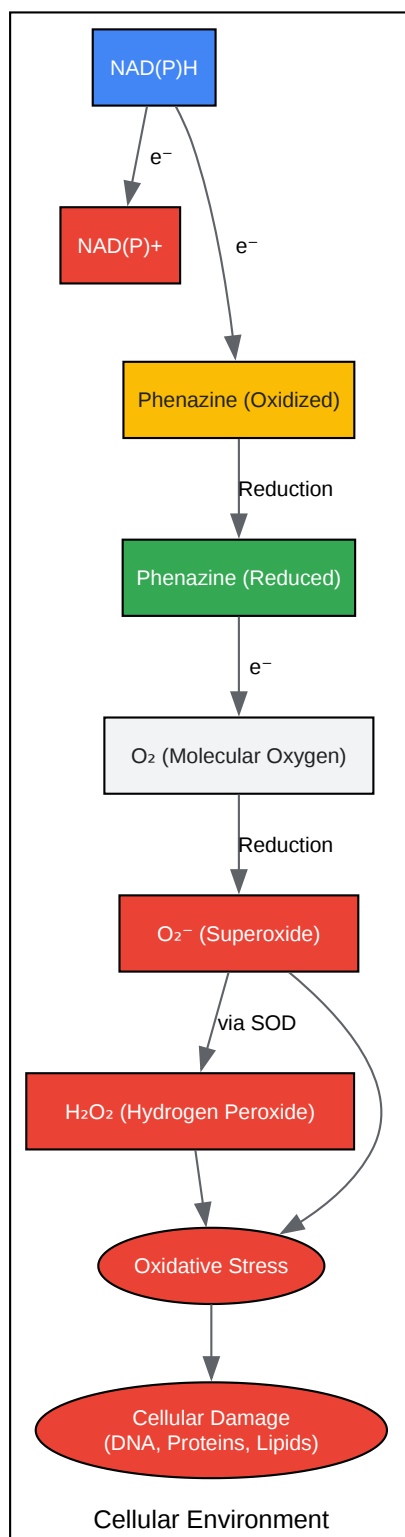 NAD(P)H
e⁻
NAD(P)+
e⁻
Phenazine (Oxidized)
Reduction
Phenazine (Reduced)
e⁻
O₂ (Molecular Oxygen)
Reduction
O₂⁻ (Superoxide)
via SOD
H₂O₂ (Hydrogen Peroxide)
Oxidative Stress
Cellular Damage
(DNA, Proteins, Lipids)
Cellular Environment